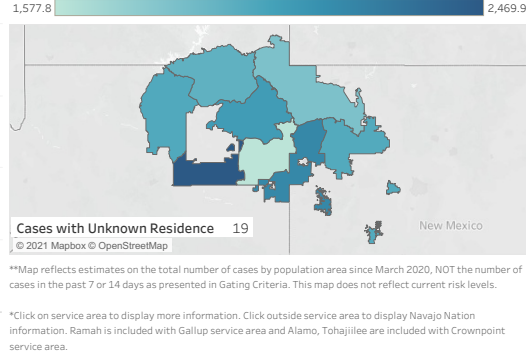 1,577.8 2,469.9
New Mexico
Cases with Unknown Residence 19
© 2021 Mapbox © OpenStreetMap
**Map reflects estimates on the total number of cases by population area since March 2020, NOT the number of
cases in the past 7 or 14 days as presented in Gating Criteria. This map does not reflect current risk levels.
*Click on service area to display more information. Click outside service area to display Navajo Nation
information. Ramah is included with Gallup service area and Alamo, Tohajiilee are included with Crownpoint
service area.